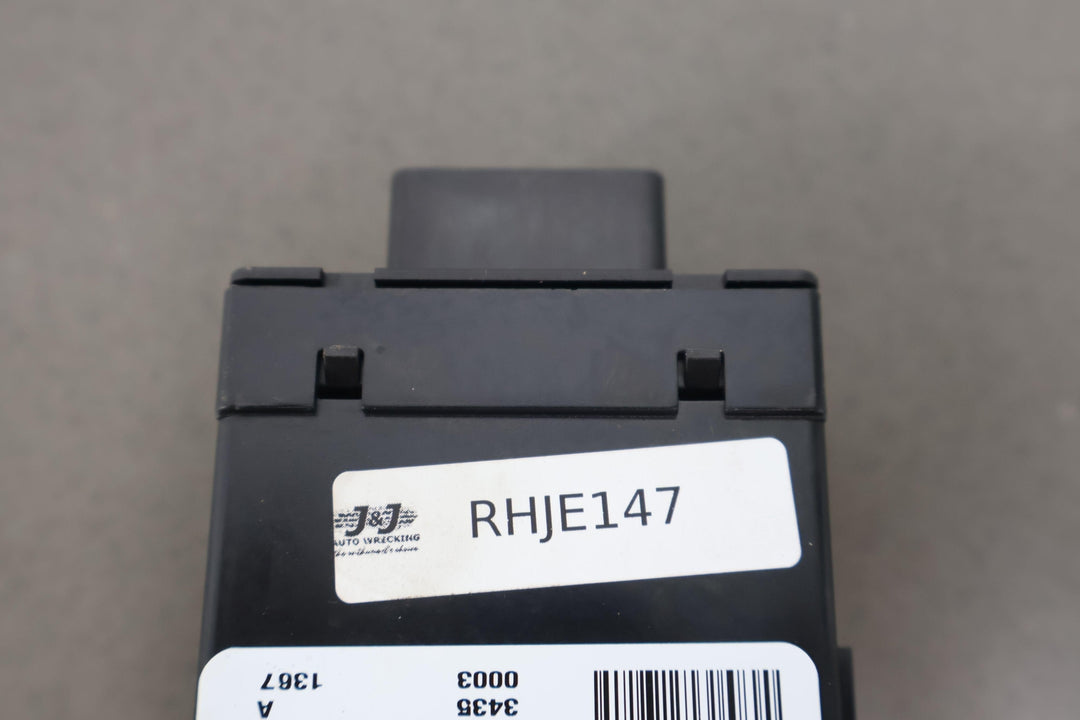 J&J
AUTO WRECKING
RHJE147
1367
0003
A
3435